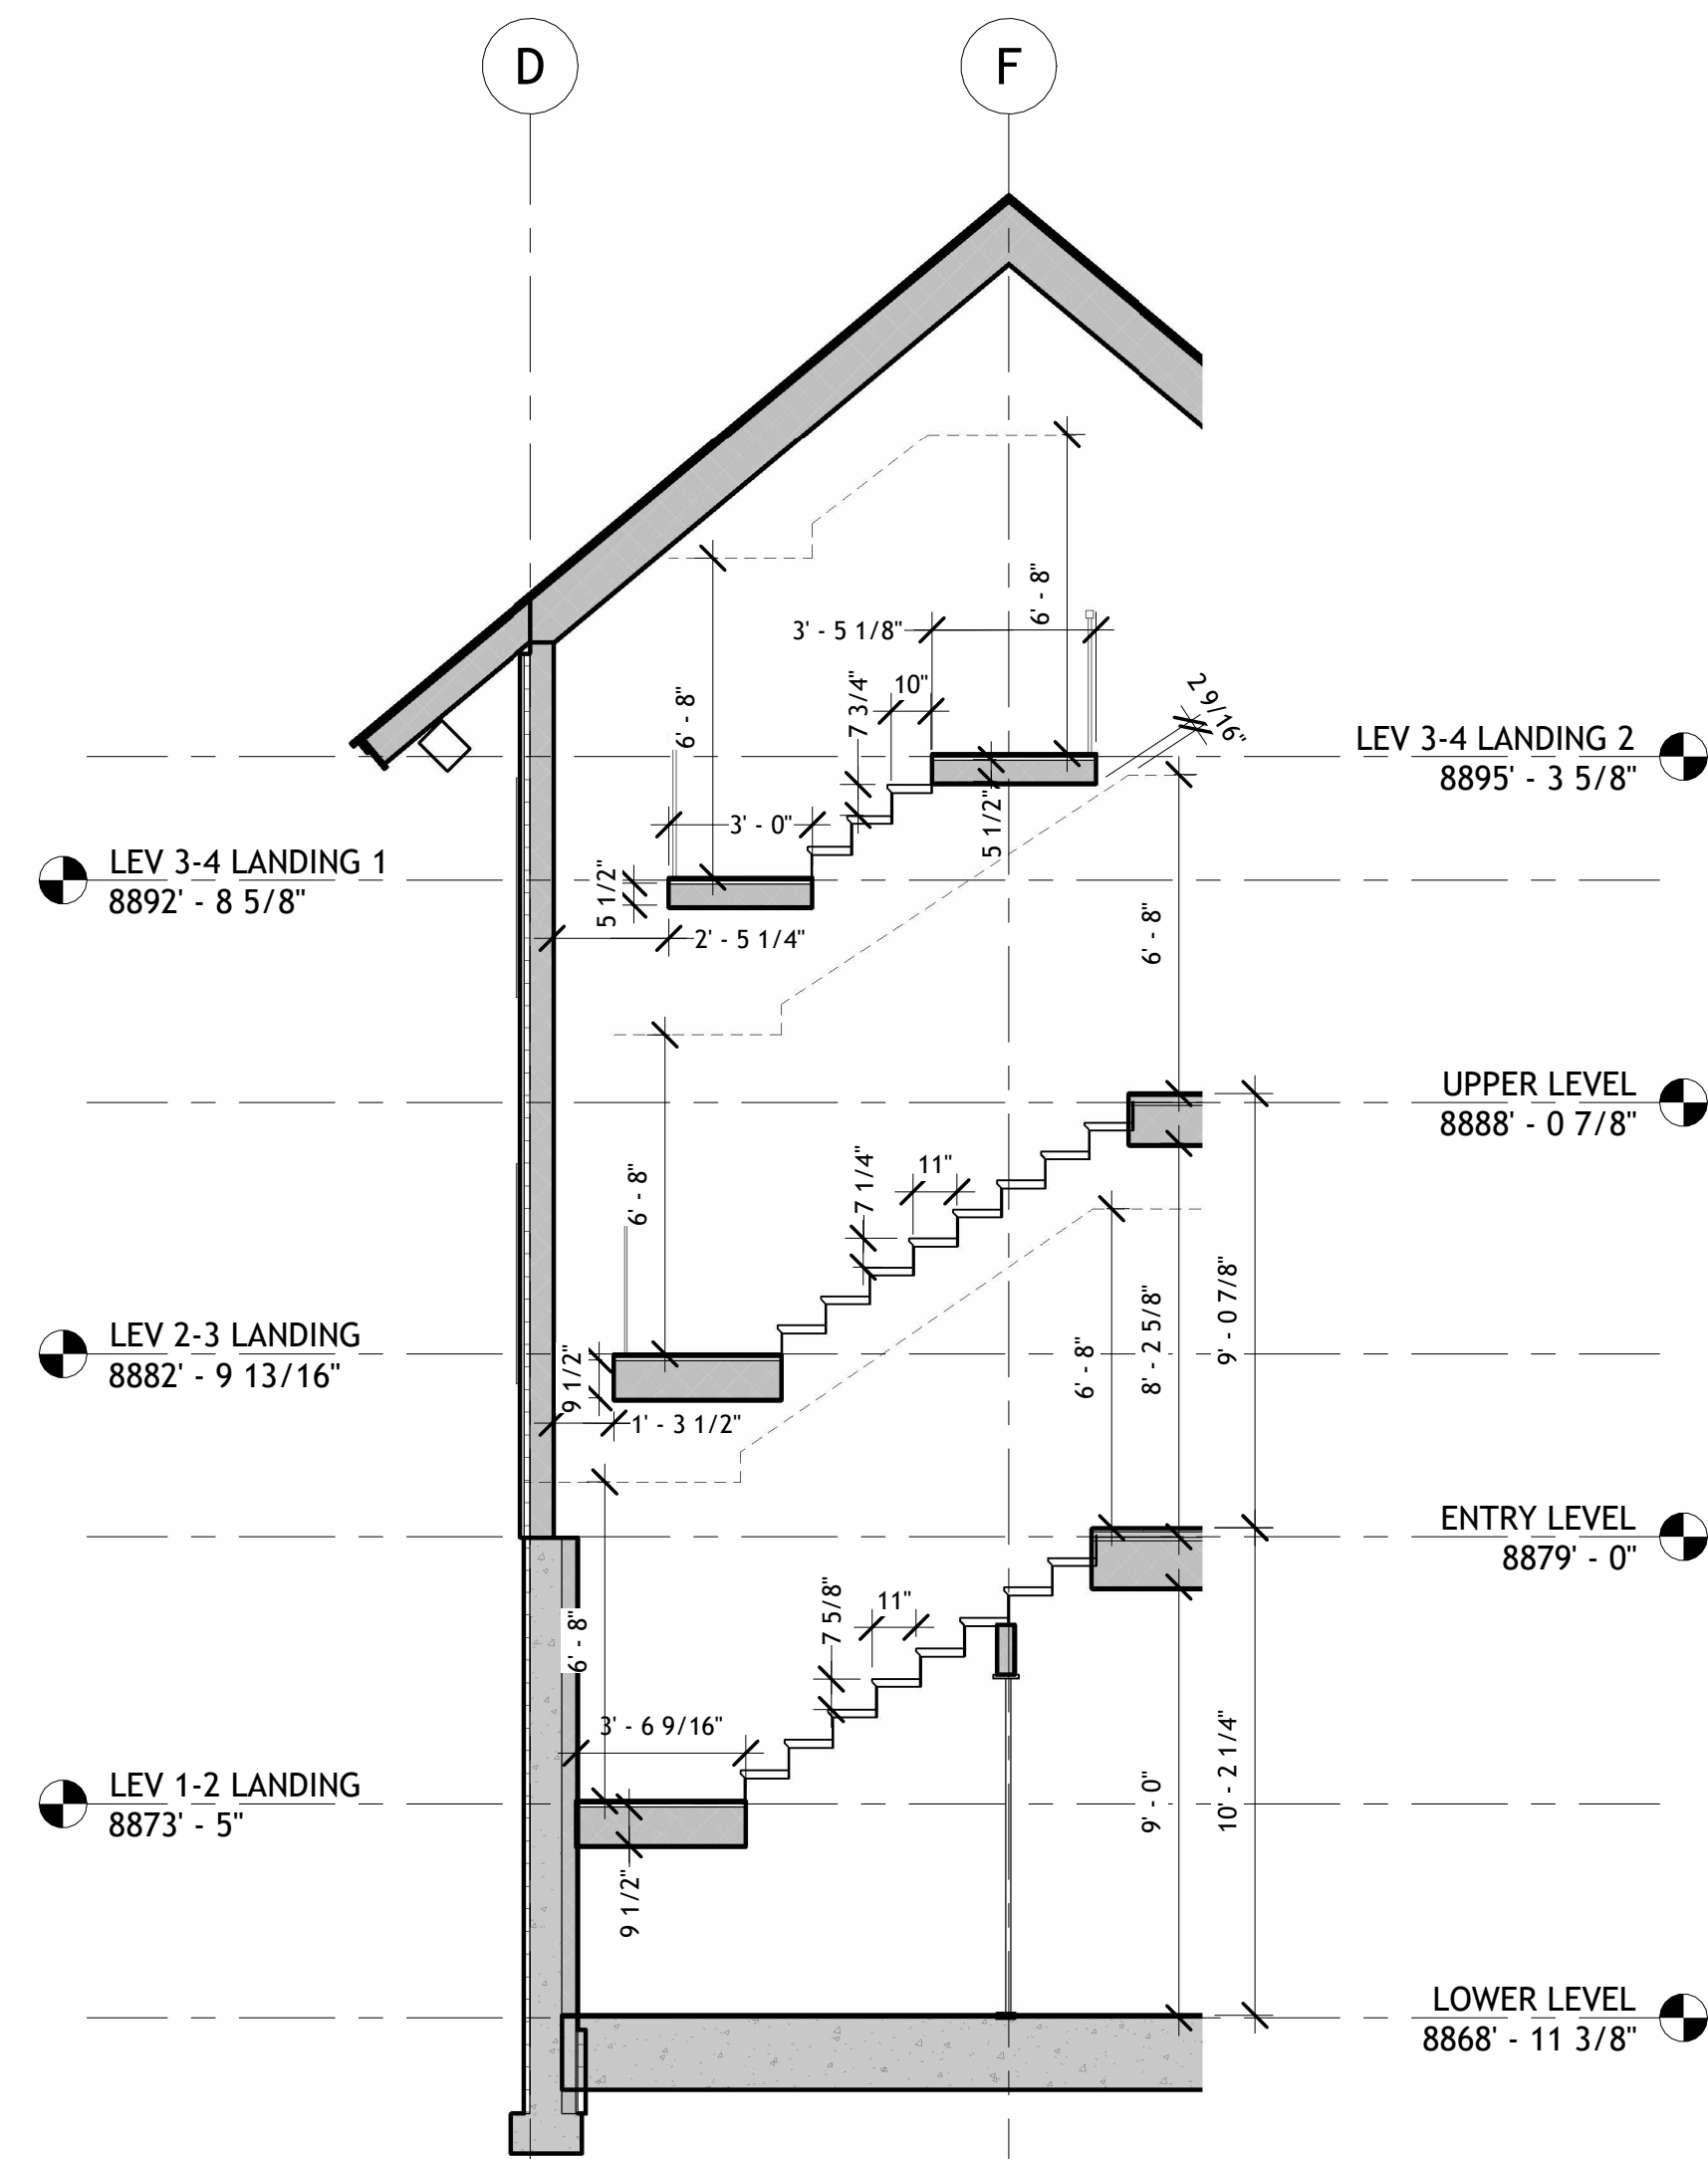 D
F
6' - 8"
3' - 5 1/8"
10"
7 3/4"
6' - 8"
2 9/16"
LEV 3-4 LANDING 2
8895' - 3 5/8"
3' - 0"
5 1/2"
LEV 3-4 LANDING 1
8892' - 8 5/8"
5 1/2"
2' - 5 1/4"
6' - 8"
UPPER LEVEL
8888' - 0 7/8"
11"
7 1/4"
6' - 8"
LEV 2-3 LANDING
8882' - 9 13/16"
9 1/2"
1' - 3 1/2"
6' - 8"
8' - 2 5/8"
9' - 0 7/8"
ENTRY LEVEL
8879' - 0"
11"
7 5/8"
6' - 8"
3' - 6 9/16"
LEV 1-2 LANDING
8873' - 5"
9' - 0"
10' - 2 1/4"
9 1/2"
LOWER LEVEL
8868' - 11 3/8"